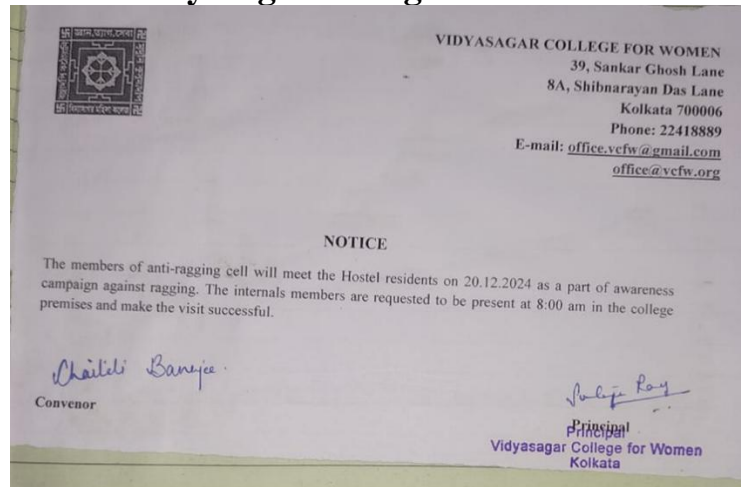 VIDYASAGAR COLLEGE FOR WOMEN
39, Sankar Ghosh Lane
8A, Shibnarayan Das Lane
Kolkata 700006
Phone: 22418889
E-mail: office.vcfw@gmail.com
office@vcfw.org
NOTICE
The members of anti-ragging cell will meet the Hostel residents on 20.12.2024 as a part of awareness
campaign against ragging. The internals members are requested to be present at 8:00 am in the college
premises and make the visit successful.
Banerjee
Convenor
Ray
Principal
Principal
Vidyasagar College for Women
Kolkata